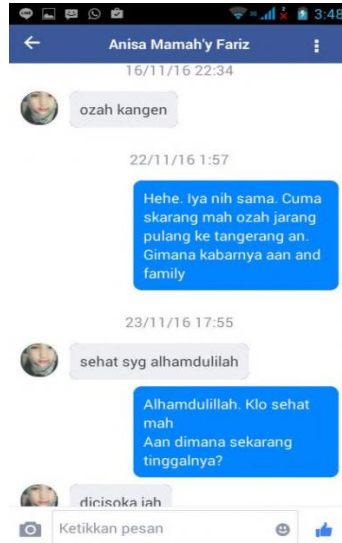 3:48
Anisa Mamah'y Fariz
16/11/16 22:34
ozah kangen
22/11/16 1:57
Hehe. Iya nih sama. Cuma
skarang mah ozah jarang
pulang ke tangerang an.
Gimana kabarnya aan and
family
23/11/16 17:55
sehat syg alhamdulilah
Alhamdulillah. Klo sehat
mah
Aan dimana sekarang
tinggalnya?
dicisoka iah
Ketikkan pesan